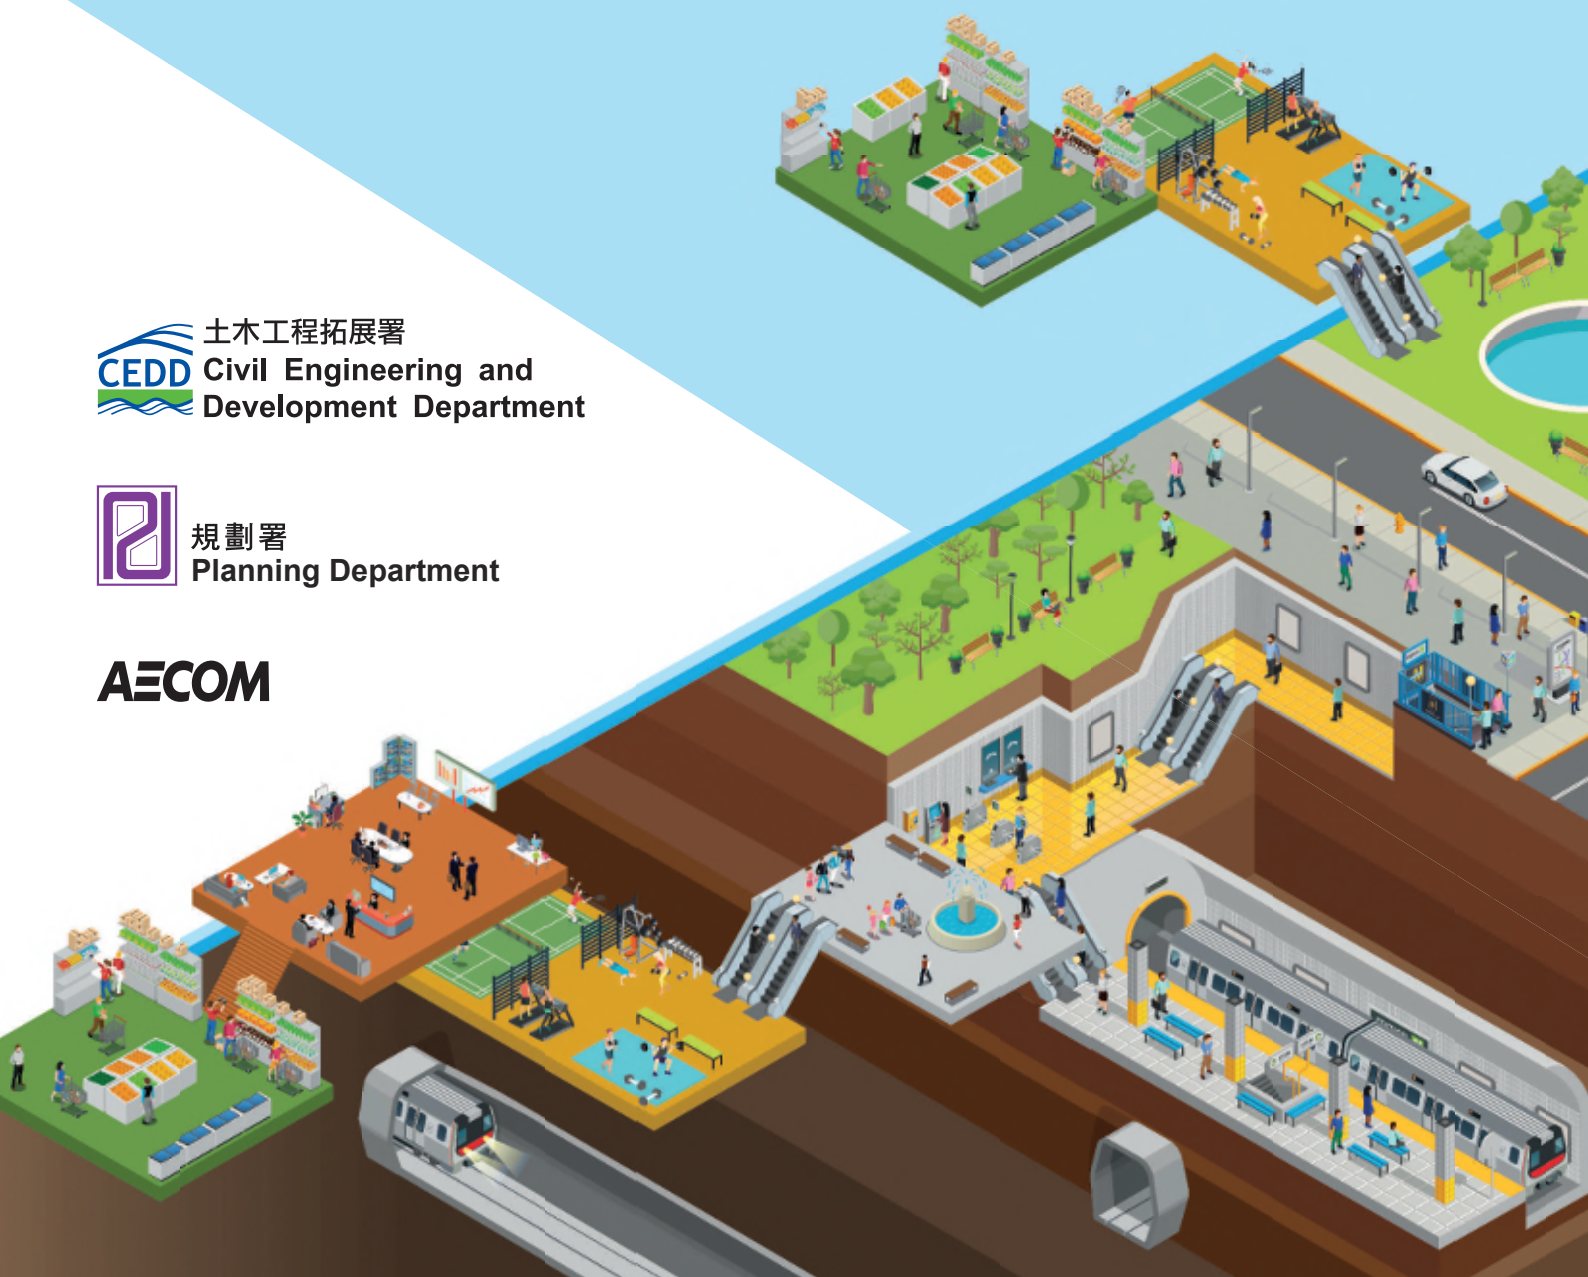 土木工程拓展署
CEDD
Civil Engineering and
Development Department
規劃署
Planning Department
AECOM